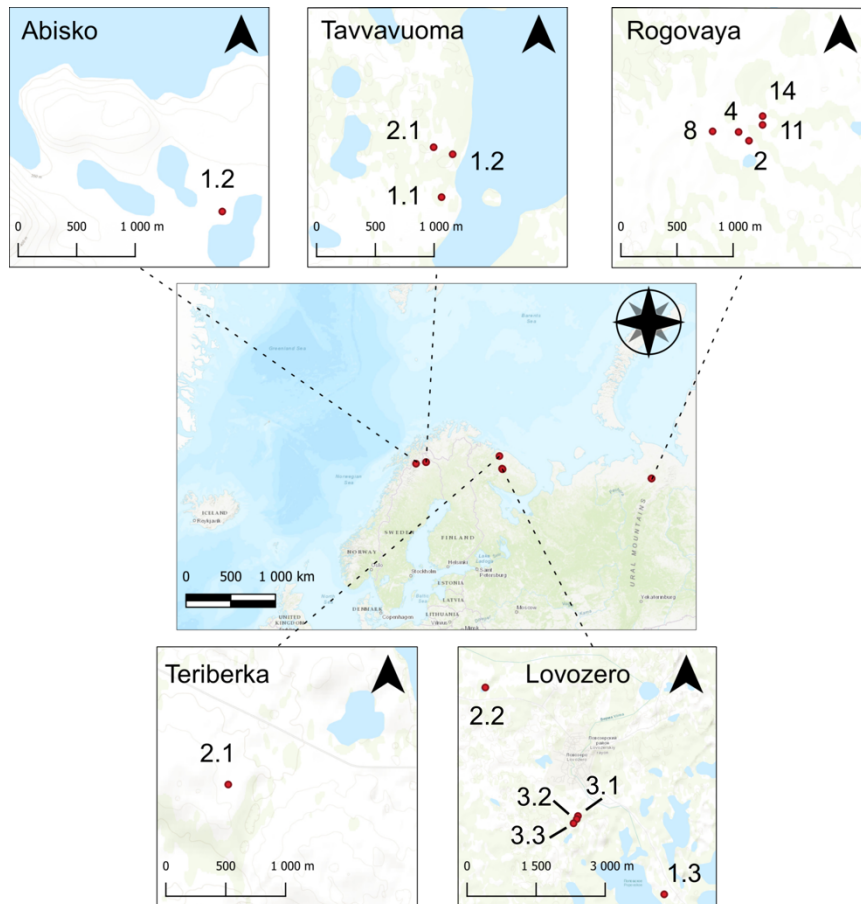 Abisko
1.2
0 500 1 000 m
Tavvavuoma
2.1
1.2
1.1
0 500 1 000 m
Rogovaya
14
4
8
11
2
0 500 1 000 m
Greenland Sea
Barents
Sea
Norwegian
Sea
ICELAND
Reykjavik
SWEDEN
FINLAND
NORWAY
Oslo
Helsinki
Stockholm
Saint
Petersburg
ESTONIA
LATVIA
LITHUANIA
Vilnius
Minsk
Moscow
DENMARK
Copenhagen
UNITED
KINGDOM
URAL MOUNTAINS
Yekaterinburg
0 500 1 000 km
Teriberka
2.1
0 500 1 000 m
Lovozero
2.2
3.2
3.1
3.3
1.3
0 1 500 3 000 m